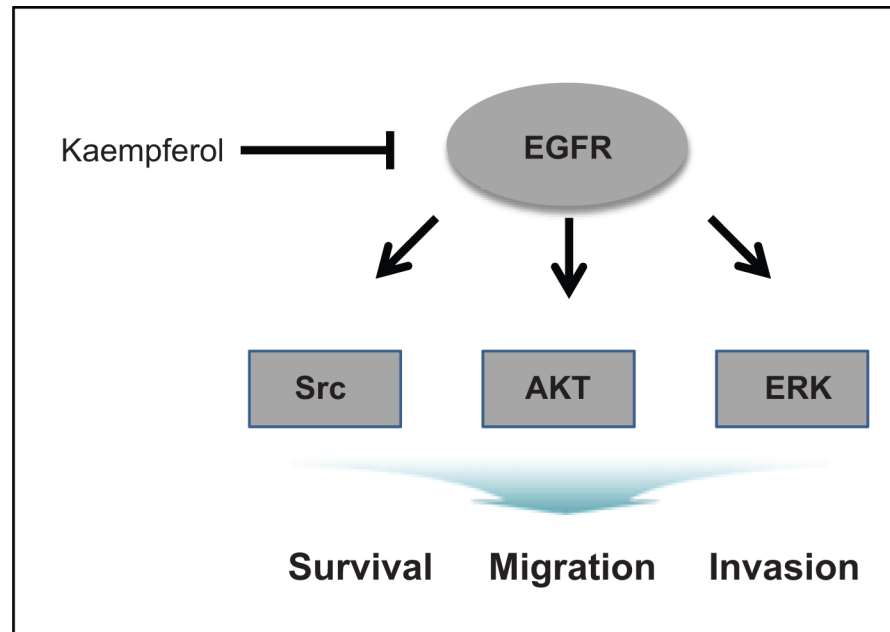 EGFR
Kaempferol
Src AKT ERK
Survival Migration Invasion